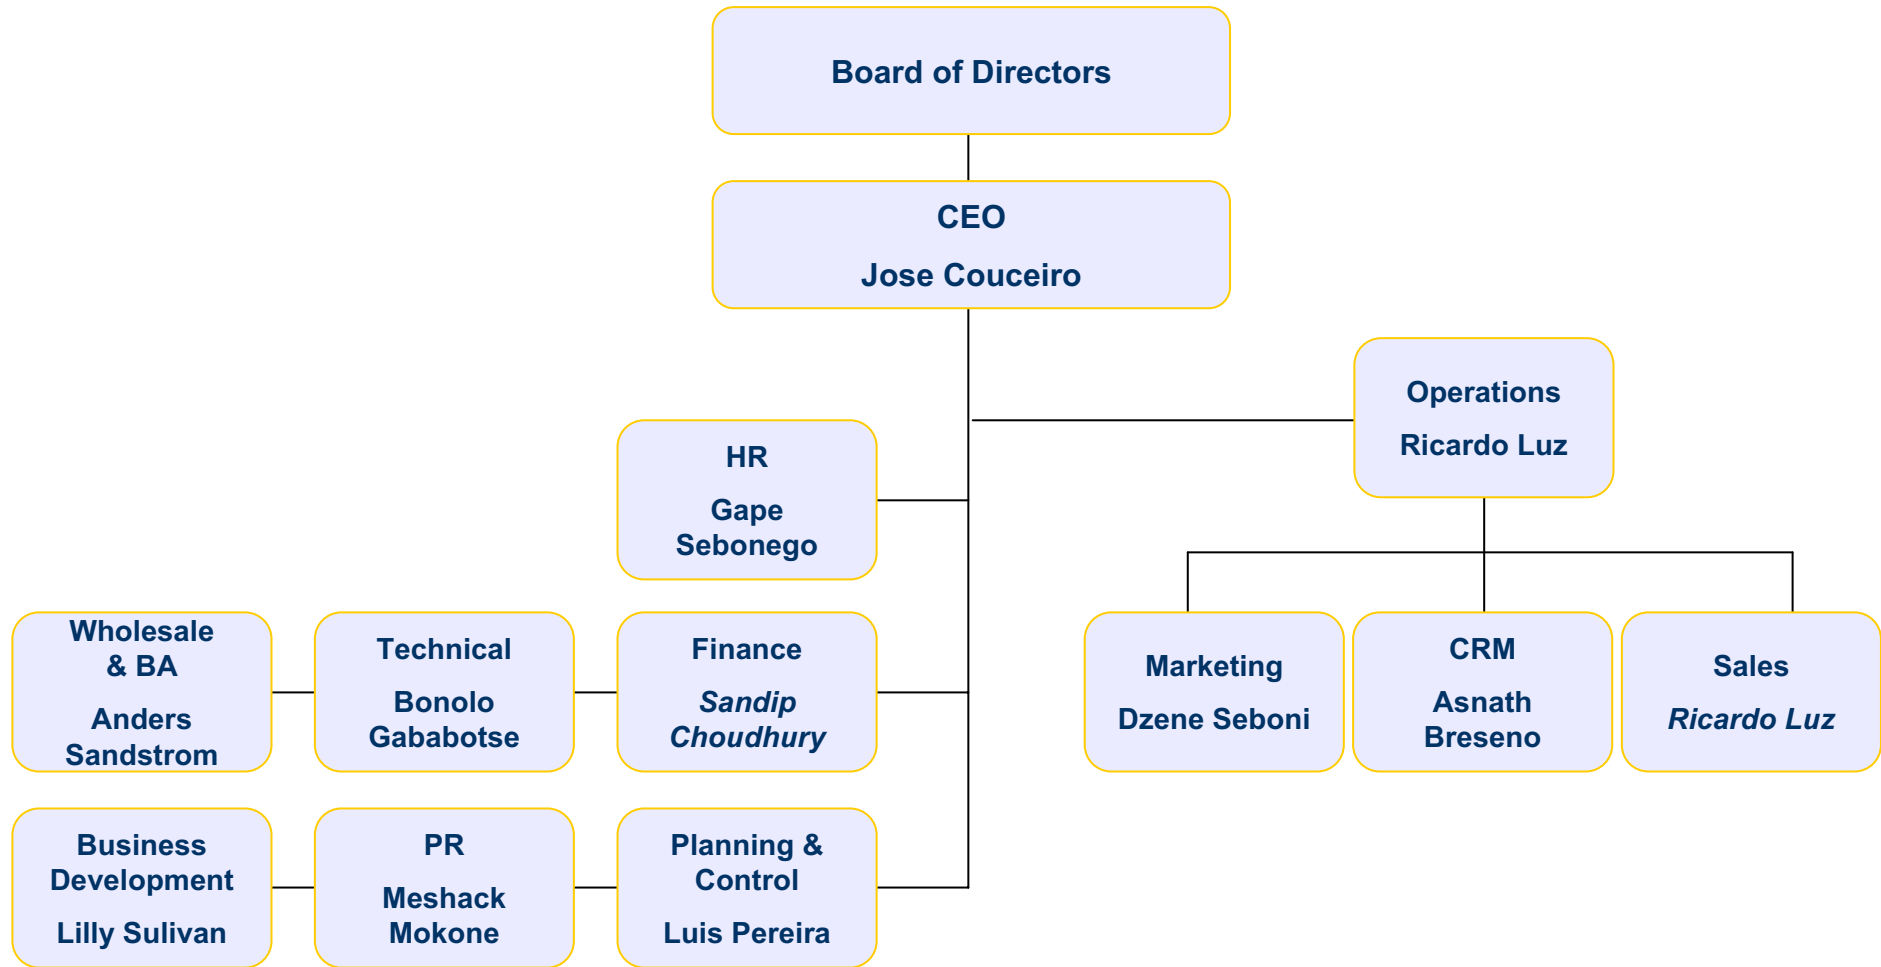 Board of Directors
CEO
Jose Couceiro
Operations
Ricardo Luz
HR
Gape
Sebonego
Wholesale
& BA
Anders
Sandstrom
Technical
Bonolo
Gababotse
Finance
Sandip
Choudhury
Marketing
Dzene Seboni
CRM
Asnath
Breseno
Sales
Ricardo Luz
Business
Development
Lilly Sulivan
PR
Meshack
Mokone
Planning &
Control
Luis Pereira